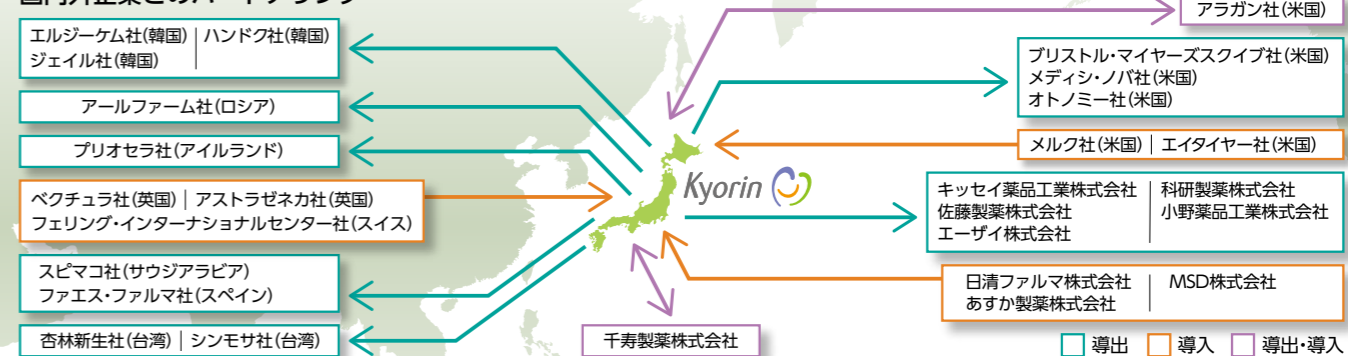 国内外企業とのパートナリング
エルジーケム社(韓国)│ハンドク社(韓国)
ジェイル社(韓国)
アールファーム社(ロシア)
プリオセラ社(アイルランド)
ベクチュラ社(英国)│アストラゼネカ社(英国)
フェリング・インターナショナルセンター社(スイス)
スピマコ社(サウジアラビア)
ファエス・ファルマ社(スペイン)
杏林新生社(台湾)│シンモサ社(台湾)
Kyorin
千寿製薬株式会社
アラガン社(米国)
ブリストル・マイヤーズスクイブ社(米国)
メディシ・ノバ社(米国)
オトノミー社(米国)
メルク社(米国)│エイタイヤー社(米国)
キッセイ薬品工業株式会社│科研製薬株式会社
佐藤製薬株式会社│小野薬品工業株式会社
エーザイ株式会社
日清ファルマ株式会社│MSD株式会社
あすか製薬株式会社
導出 導入 導出・導入